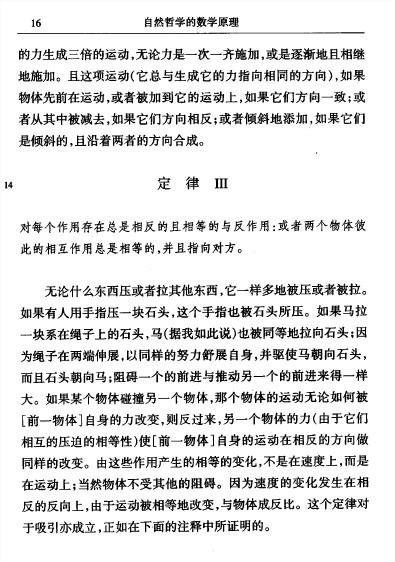 16 自然哲学的数学原理
的力生成三倍的运动,无论力是一次一齐施加,或是逐渐地且相继
地施加。且这项运动(它总与生成它的力指向相同的方向),如果
物体先前在运动,或者被加到它的运动上,如果它们方向一致;或
者从其中被减去,如果它们方向相反;或者倾斜地添加,如果它们
是倾斜的,且沿着两者的方向合成。
14 定 律 Ⅲ
对每个作用存在总是相反的且相等的与反作用:或者两个物体彼
此的相互作用总是相等的,并且指向对方。
无论什么东西压或者拉其他东西,它一样多地被压或者被拉。
如果有人用手指压一块石头,这个手指也被石头所压。如果马拉
一块系在绳子上的石头,马(据我如此说)也被同等地拉向石头;因
为绳子在两端伸展,以同样的努力舒展自身,并驱使马朝向石头,
而且石头朝向马;阻碍一个的前进与推动另一个的前进来得一样
大。如果某个物体碰撞另一个物体,那个物体的运动无论如何被
[前一物体]自身的力改变,则反过来,另一个物体的力(由于它们
相互的压迫的相等性)使[前一物体]自身的运动在相反的方向做
同样的改变。由这些作用产生的相等的变化,不是在速度上,而是
在运动上;当然物体不受其他的阻碍。因为速度的变化发生在相
反的反向上,由于运动被相等地改变,与物体成反比。这个定律对
于吸引亦成立,正如在下面的注释中所证明的。